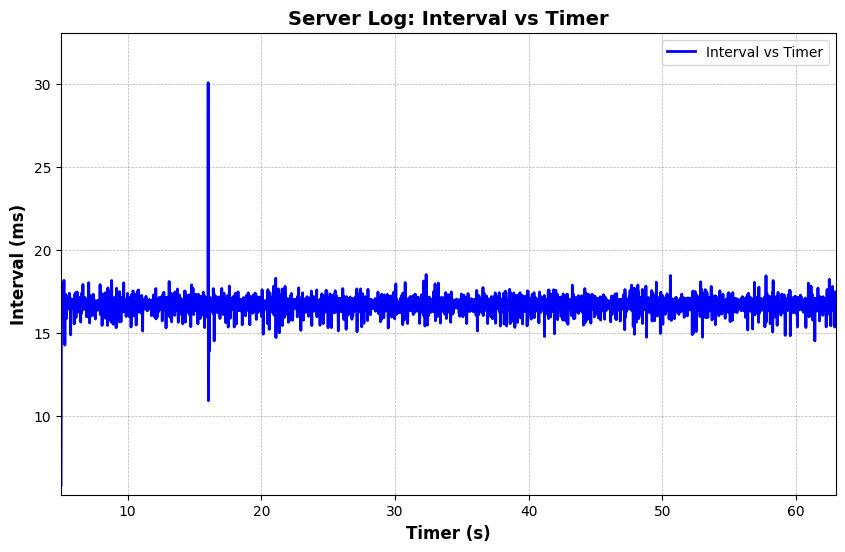 Server Log: Interval vs Timer
Interval vs Timer
30
25
20
15
10
Interval (ms)
10 20 30 40 50 60
Timer (s)